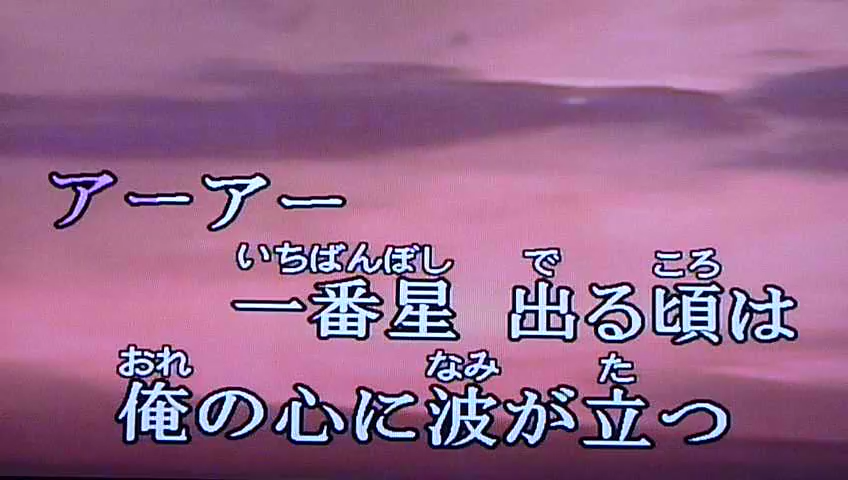 アーアー
いちばんぼし で ころ
一番星 出る頃は
おれ なみ た
俺の心に波が立つ